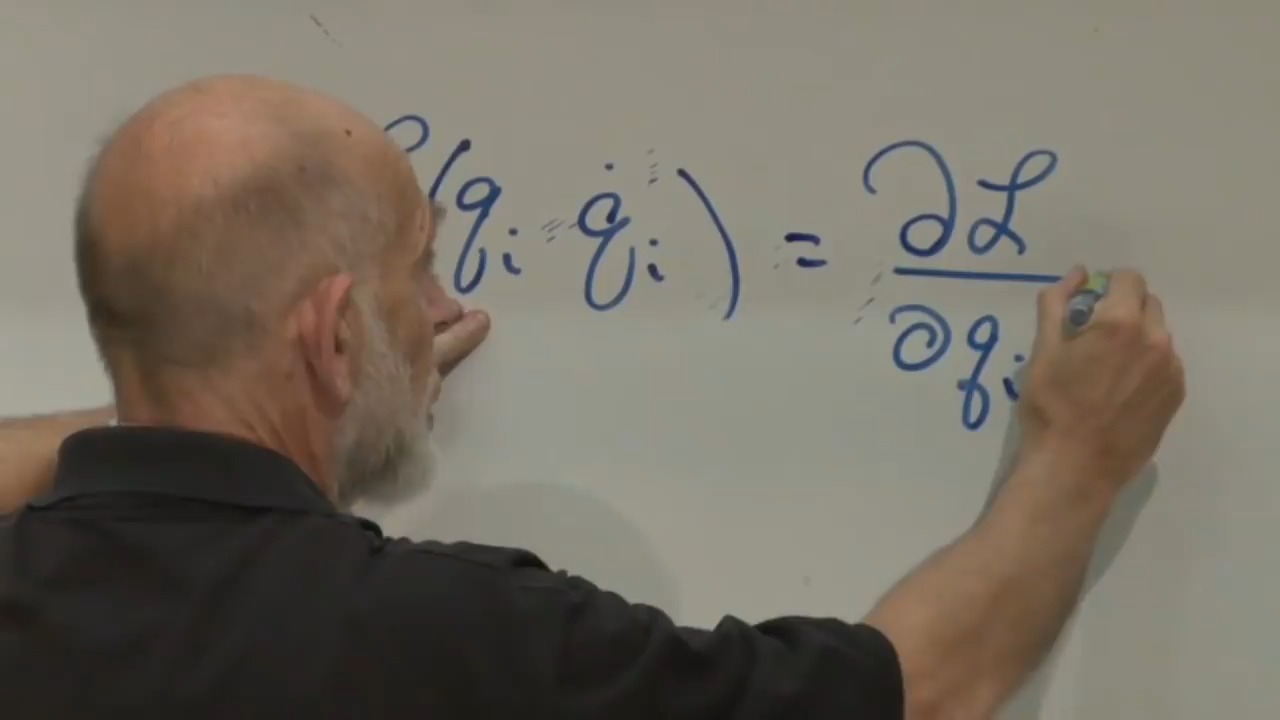 (qᵢ q̇ᵢ) = ∂ℒ/∂qᵢ